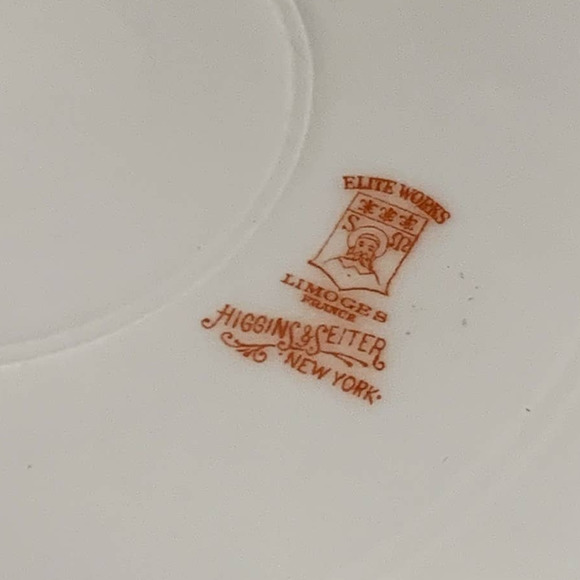 ELITE WORKS
S M
LIMOGES
FRANCE
HIGGINS & SEITER
·NEW YORK·